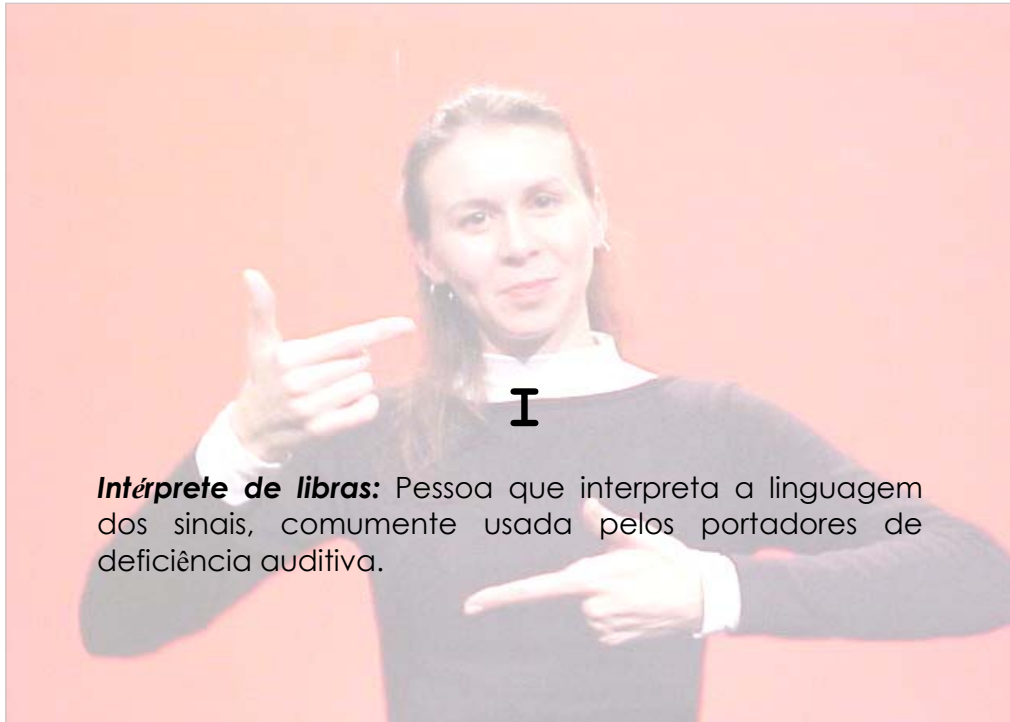 I
Intérprete de libras: Pessoa que interpreta a linguagem
dos sinais, comumente usada pelos portadores de
deficiência auditiva.